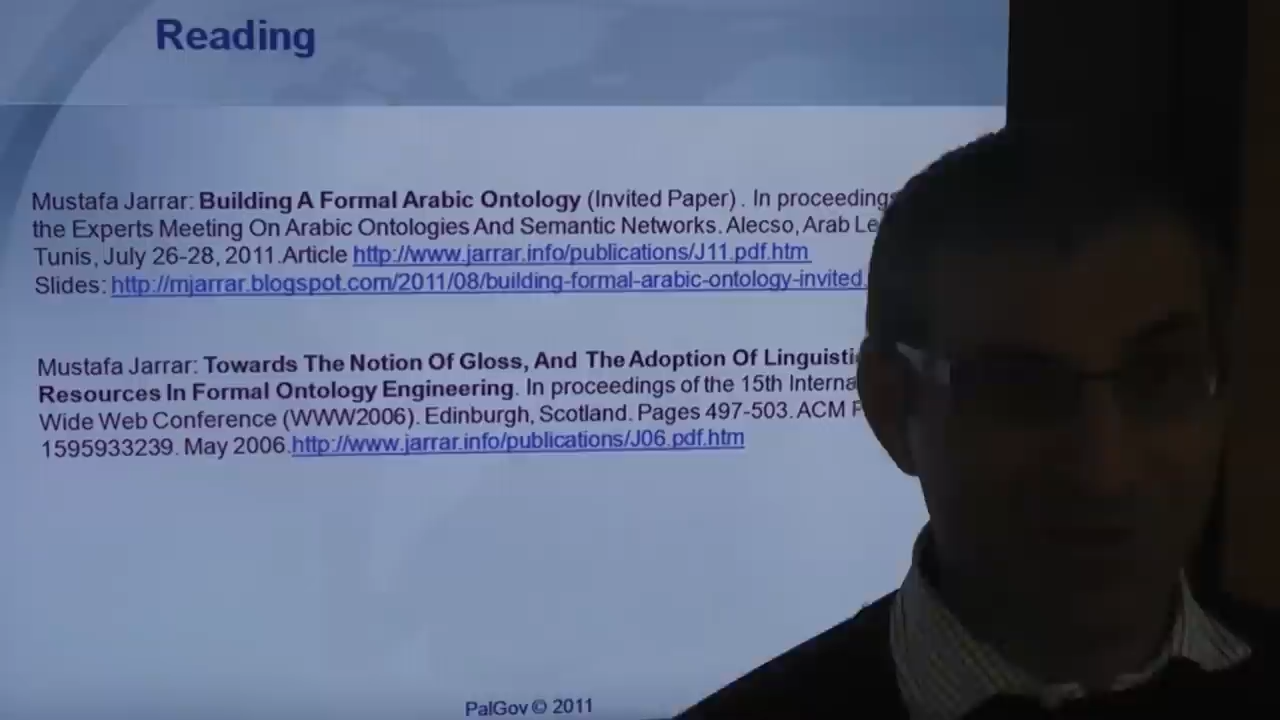 Reading
Mustafa Jarrar: Building A Formal Arabic Ontology (Invited Paper) . In proceedings
the Experts Meeting On Arabic Ontologies And Semantic Networks. Alecso, Arab
Tunis, July 26-28, 2011.Article http://www.jarrar.info/publications/J11.pdf.htm
Slides: http://mjarrar.blogspot.com/2011/08/building-formal-arabic-ontology-invited.
Mustafa Jarrar: Towards The Notion Of Gloss, And The Adoption Of
Resources In Formal Ontology Engineering. In proceedings of the 15th
Wide Web Conference (WWW2006). Edinburgh, Scotland. Pages 497-503. ACM
1595933239. May 2006.http://www.jarrar.info/publications/J06.pdf.htm
PalGov © 2011